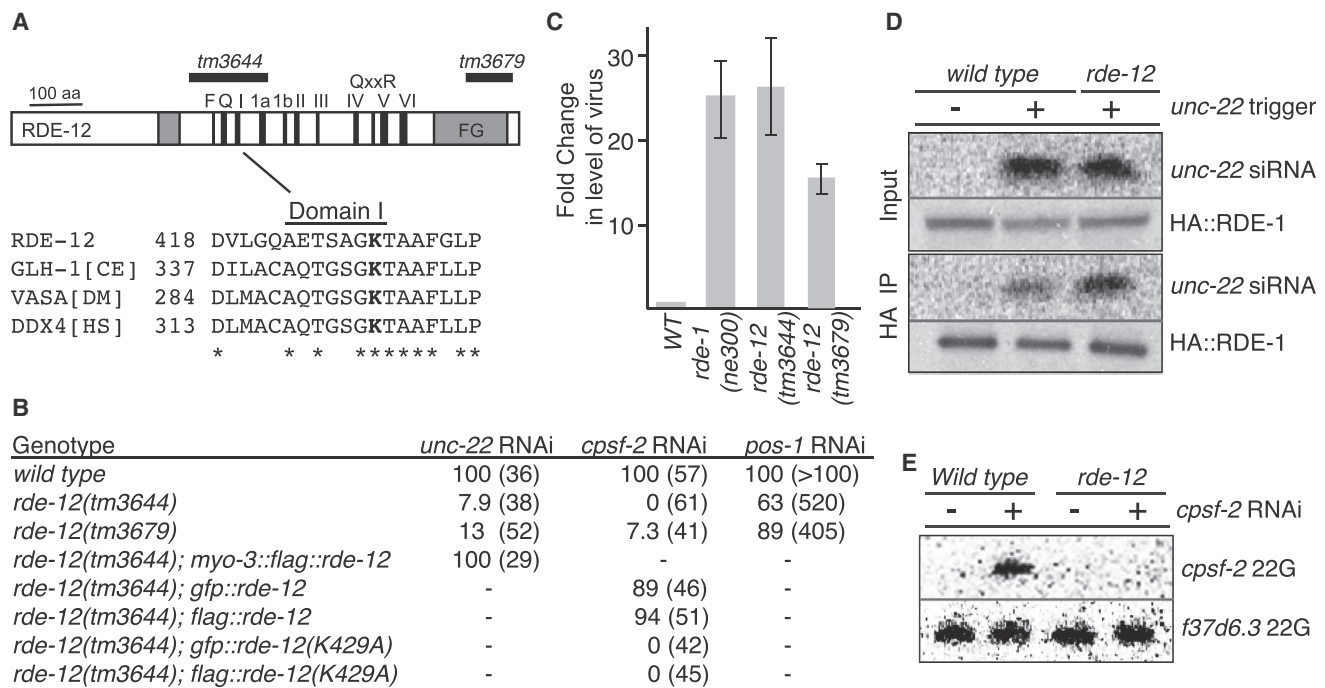 A
tm3644
tm3679
100 aa
QxxR
F Q I 1a 1b II III IV V VI
RDE-12
FG
Domain I
RDE-12 418 DVLGQAETSAGKTAAFGLP
GLH-1[CE] 337 DILACAQTGSGKTAAFLLP
VASA[DM] 284 DLMACAQTGSGKTAAFLLP
DDX4[HS] 313 DLMACAQTGSGKTAAFLLP
* * * ****** **
B
Genotype unc-22 RNAi cpsf-2 RNAi pos-1 RNAi
wild type 100 (36) 100 (57) 100 (>100)
rde-12(tm3644) 7.9 (38) 0 (61) 63 (520)
rde-12(tm3679) 13 (52) 7.3 (41) 89 (405)
rde-12(tm3644); myo-3::flag::rde-12 100 (29) - -
rde-12(tm3644); gfp::rde-12 - 89 (46) -
rde-12(tm3644); flag::rde-12 - 94 (51) -
rde-12(tm3644); gfp::rde-12(K429A) - 0 (42) -
rde-12(tm3644); flag::rde-12(K429A) - 0 (45) -
C
Fold Change
in level of virus
30
20
10
WT
rde-1
(ne300)
rde-12
(tm3644)
rde-12
(tm3679)
D
wild type rde-12
- + + unc-22 trigger
Input
unc-22 siRNA
HA::RDE-1
HA IP
unc-22 siRNA
HA::RDE-1
E
Wild type rde-12
- + - + cpsf-2 RNAi
cpsf-2 22G
f37d6.3 22G